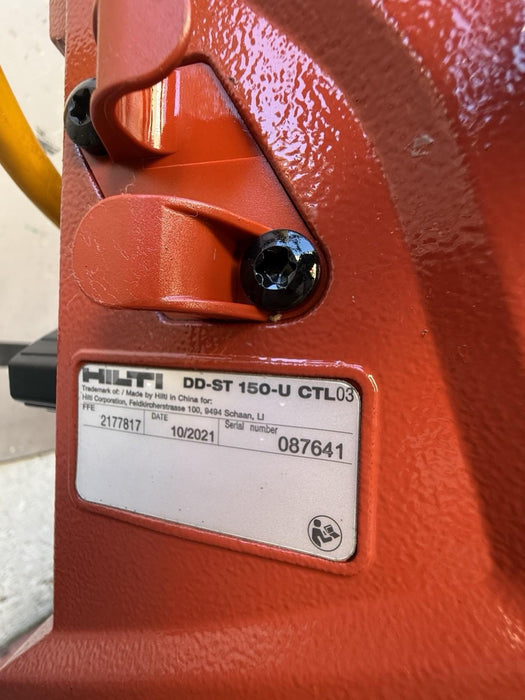 HILTI DD-ST 150-U CTL03
Trademark of: / Made by Hilti in China for:
Hilti Corporation, Feldkircherstrasse 100, 9494 Schaan, LI
FFE DATE Serial number
2177817 10/2021 087641